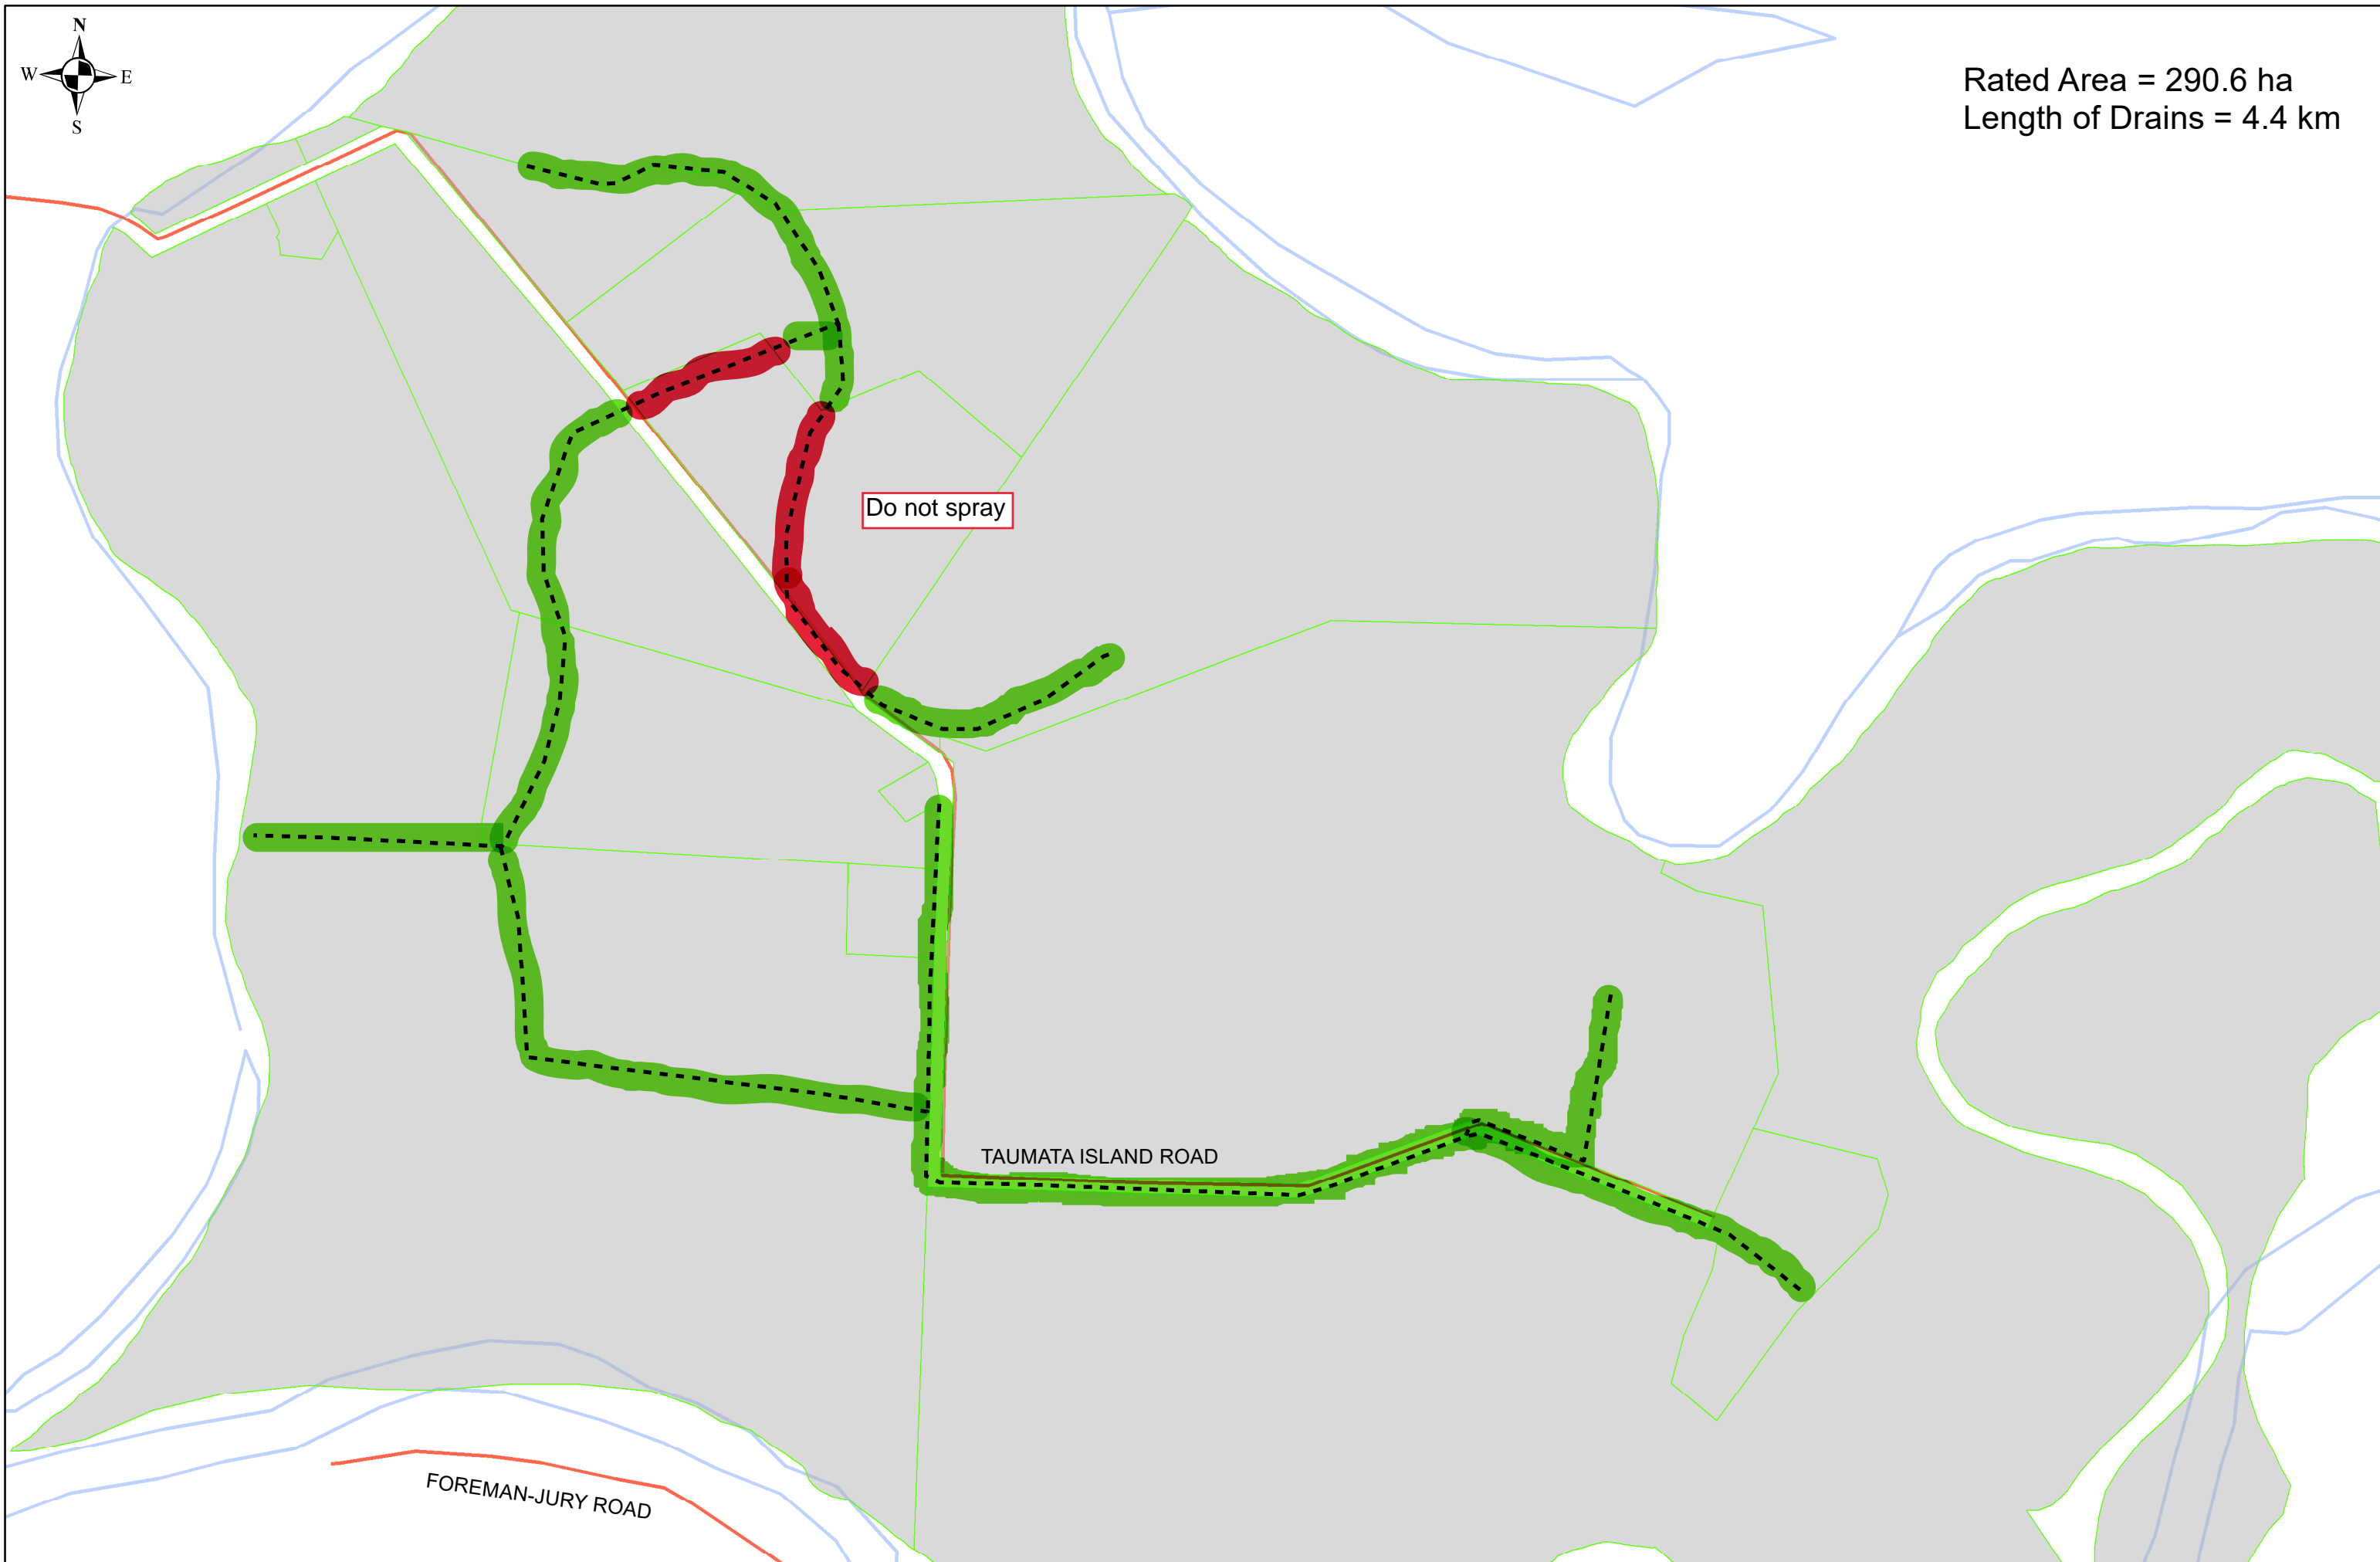 N
W E
S
Rated Area = 290.6 ha
Length of Drains = 4.4 km
Do not spray
TAUMATA ISLAND ROAD
FOREMAN-JURY ROAD